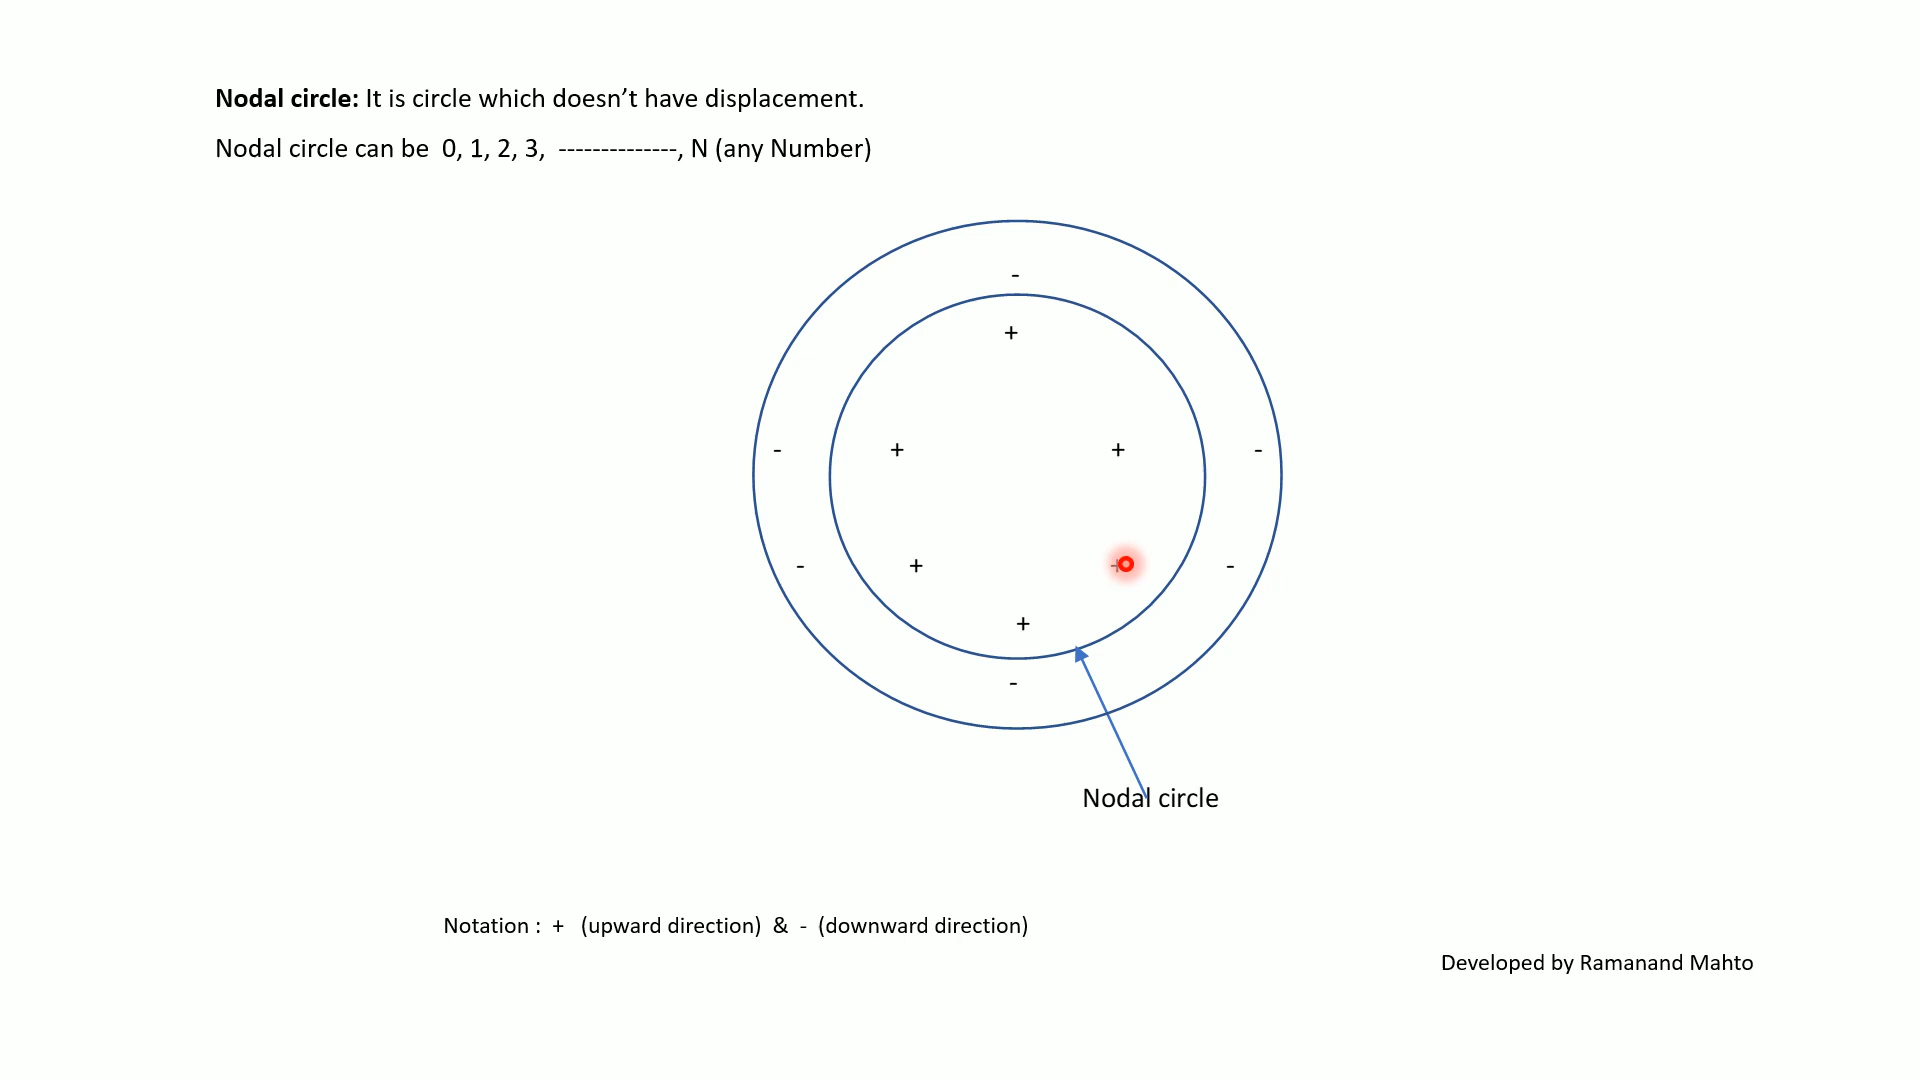 Nodal circle: It is circle which doesn’t have displacement.
Nodal circle can be 0, 1, 2, 3, --------------, N (any Number)
-
+
- + + -
- + + -
+
-
Nodal circle
Notation : + (upward direction) & - (downward direction)
Developed by Ramanand Mahto